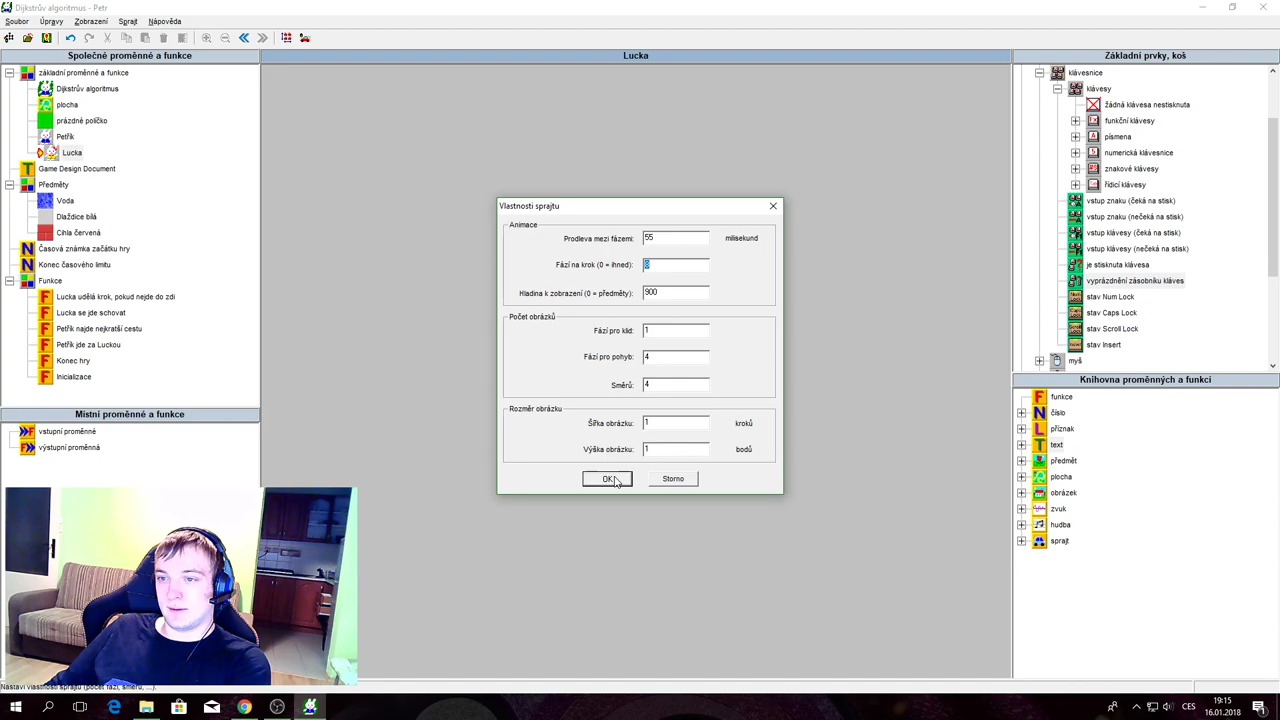 Dijkstrův algoritmus - Petr
Soubor Úpravy Zobrazení Sprajt Nápověda
Společné proměnné a funkce
základní proměnné a funkce
Dijkstrův algoritmus
plocha
prázdné políčko
Petřík
Lucka
Game Design Document
Předměty
Voda
Dlaždice bílá
Cihla červená
Časová známka začátku hry
Konec časového limitu
Funkce
Lucka udělá krok, pokud nejde do zdi
Lucka se jde schovat
Petřík najde nejkratší cestu
Petřík jde za Luckou
Konec hry
Inicializace
Místní proměnné a funkce
vstupní proměnné
výstupní proměnná
Lucka
Vlastnosti sprajtu
Animace
Prodleva mezi fázemi: 55 milisekund
Fází na krok (0 = ihned):
Hladina k zobrazení (0 = předměty): 900
Počet obrázků
Fází pro klid: 1
Fází pro pohyb: 4
Směrů: 4
Rozměr obrázku
Šířka obrázku: 1 kroků
Výška obrázku: 1 bodů
OK Storno
Základní prvky, koš
klávesnice
klávesy
žádná klávesa nestisknuta
funkční klávesy
písmena
numerická klávesnice
znakové klávesy
řídicí klávesy
vstup znaku (čeká na stisk)
vstup znaku (nečeká na stisk)
vstup klávesy (čeká na stisk)
vstup klávesy (nečeká na stisk)
je stisknuta klávesa
vyprázdnění zásobníku kláves
stav Num Lock
stav Caps Lock
stav Scroll Lock
stav Insert
myš
Knihovna proměnných a funkcí
funkce
číslo
příznak
text
předmět
plocha
obrázek
zvuk
hudba
sprajt
Nastaví vlastnosti sprajtu (počet fází, směrů, ...).
CES
19:15
16.01.2018